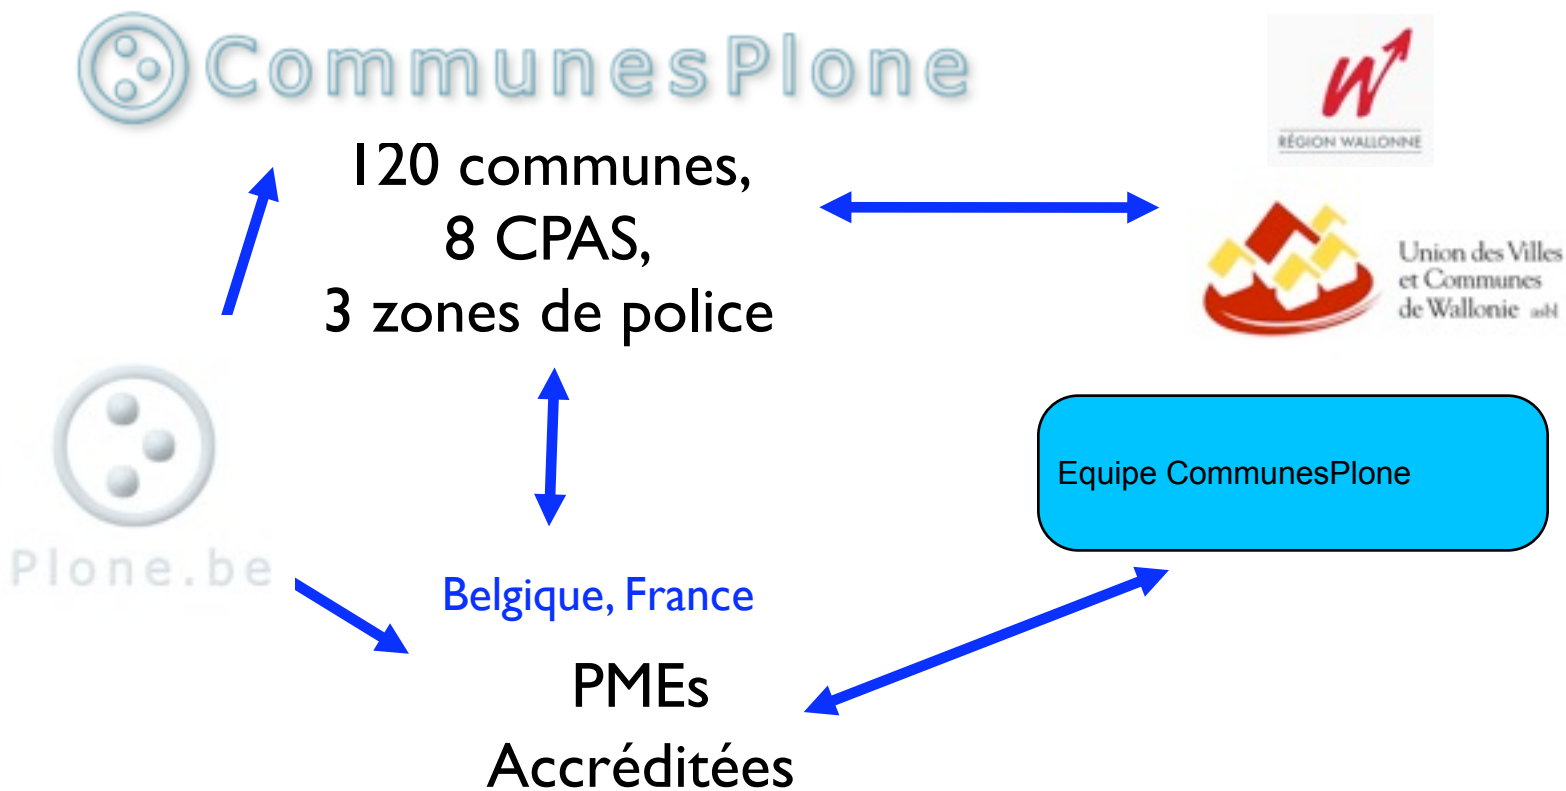 CommunesPlone
RÉGION WALLONNE
120 communes,
8 CPAS,
3 zones de police
Union des Villes
et Communes
de Wallonie asbl
Equipe CommunesPlone
Plone.be
Belgique, France
PMEs
Accréditées